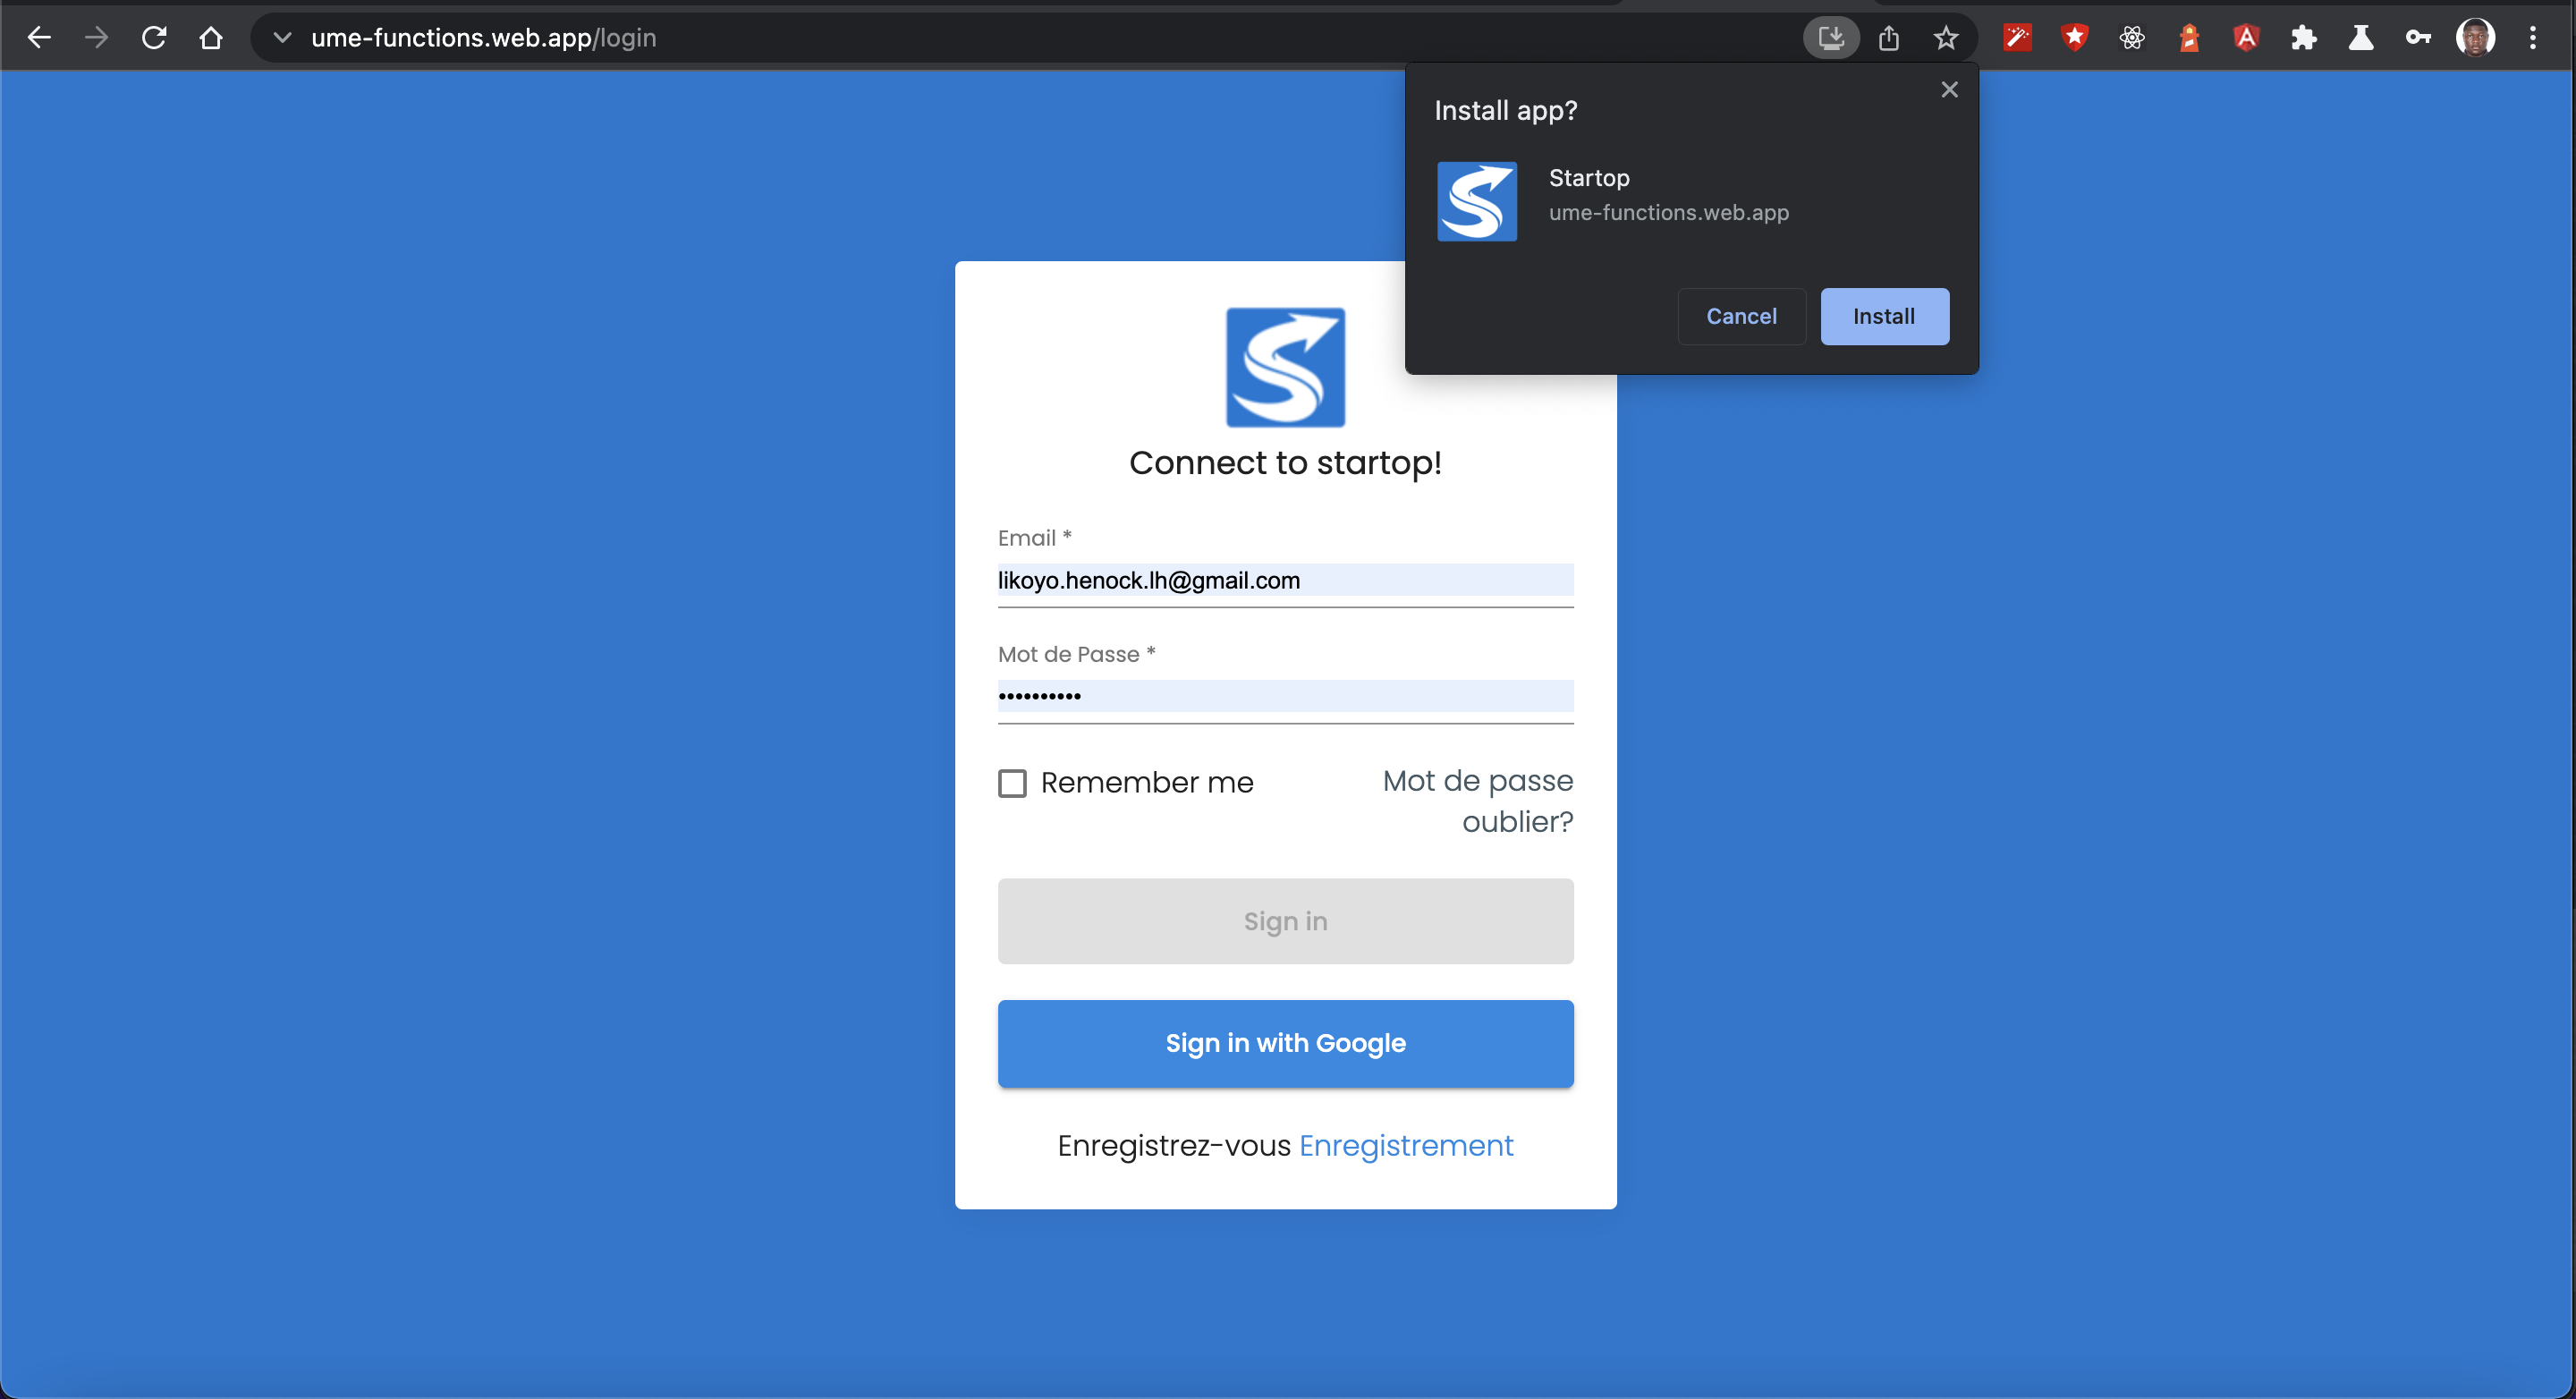 ume-functions.web.app/login
Install app?
Startop
ume-functions.web.app
Cancel
Install
Connect to startop!
Email *
likoyo.henock.lh@gmail.com
Mot de Passe *
••••••••••
Remember me
Mot de passe
oublier?
Sign in
Sign in with Google
Enregistrez-vous Enregistrement